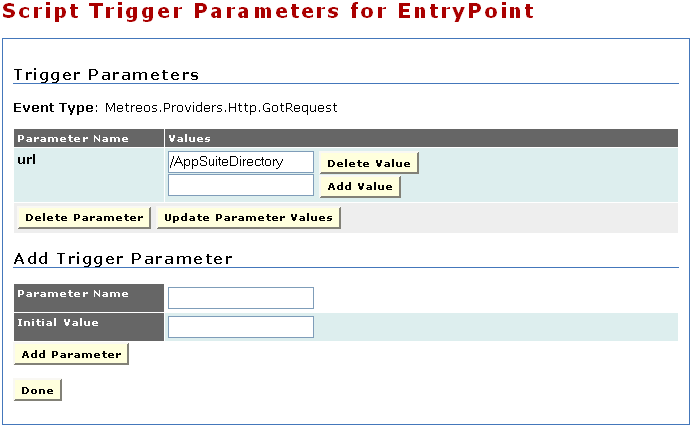 Script Trigger Parameters for EntryPoint
Trigger Parameters
Event Type: Metreos.Providers.Http.GotRequest
Parameter Name Values
url /AppSuiteDirectory Delete Value
Add Value
Delete Parameter Update Parameter Values
Add Trigger Parameter
Parameter Name
Initial Value
Add Parameter
Done